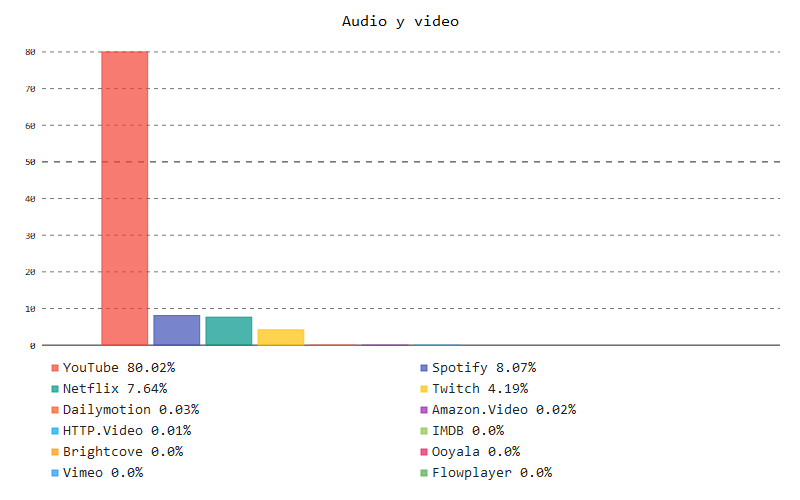 Audio y video
80
70
60
50
40
30
20
10
0
YouTube 80.02% Spotify 8.07%
Netflix 7.64% Twitch 4.19%
Dailymotion 0.03% Amazon.Video 0.02%
HTTP.Video 0.01% IMDB 0.0%
Brightcove 0.0% Ooyala 0.0%
Vimeo 0.0% Flowplayer 0.0%